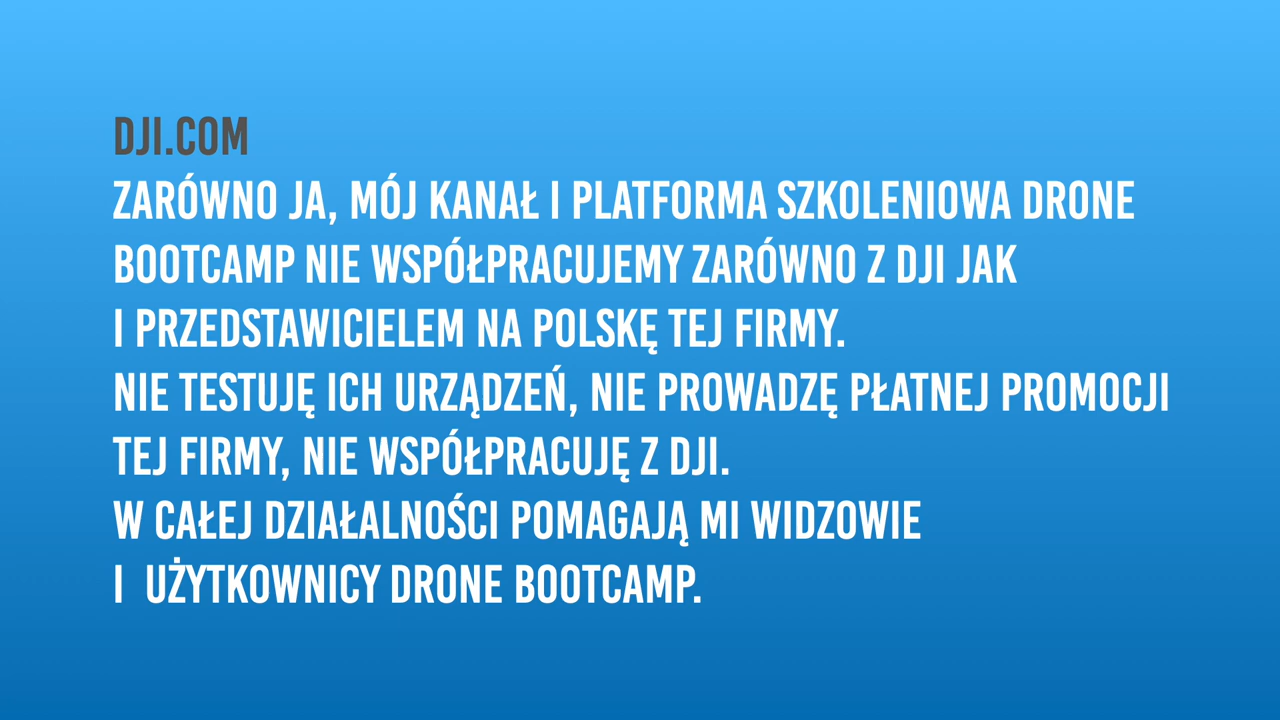 DJI.COM
ZARÓWNO JA, MÓJ KANAŁ I PLATFORMA SZKOLENIOWA DRONE
BOOTCAMP NIE WSPÓŁPRACUJEMY ZARÓWNO Z DJI JAK
I PRZEDSTAWICIELEM NA POLSKĘ TEJ FIRMY.
NIE TESTUJĘ ICH URZĄDZEŃ, NIE PROWADZĘ PŁATNEJ PROMOCJI
TEJ FIRMY, NIE WSPÓŁPRACUJĘ Z DJI.
W CAŁEJ DZIAŁALNOŚCI POMAGAJĄ MI WIDZOWIE
I  UŻYTKOWNICY DRONE BOOTCAMP.